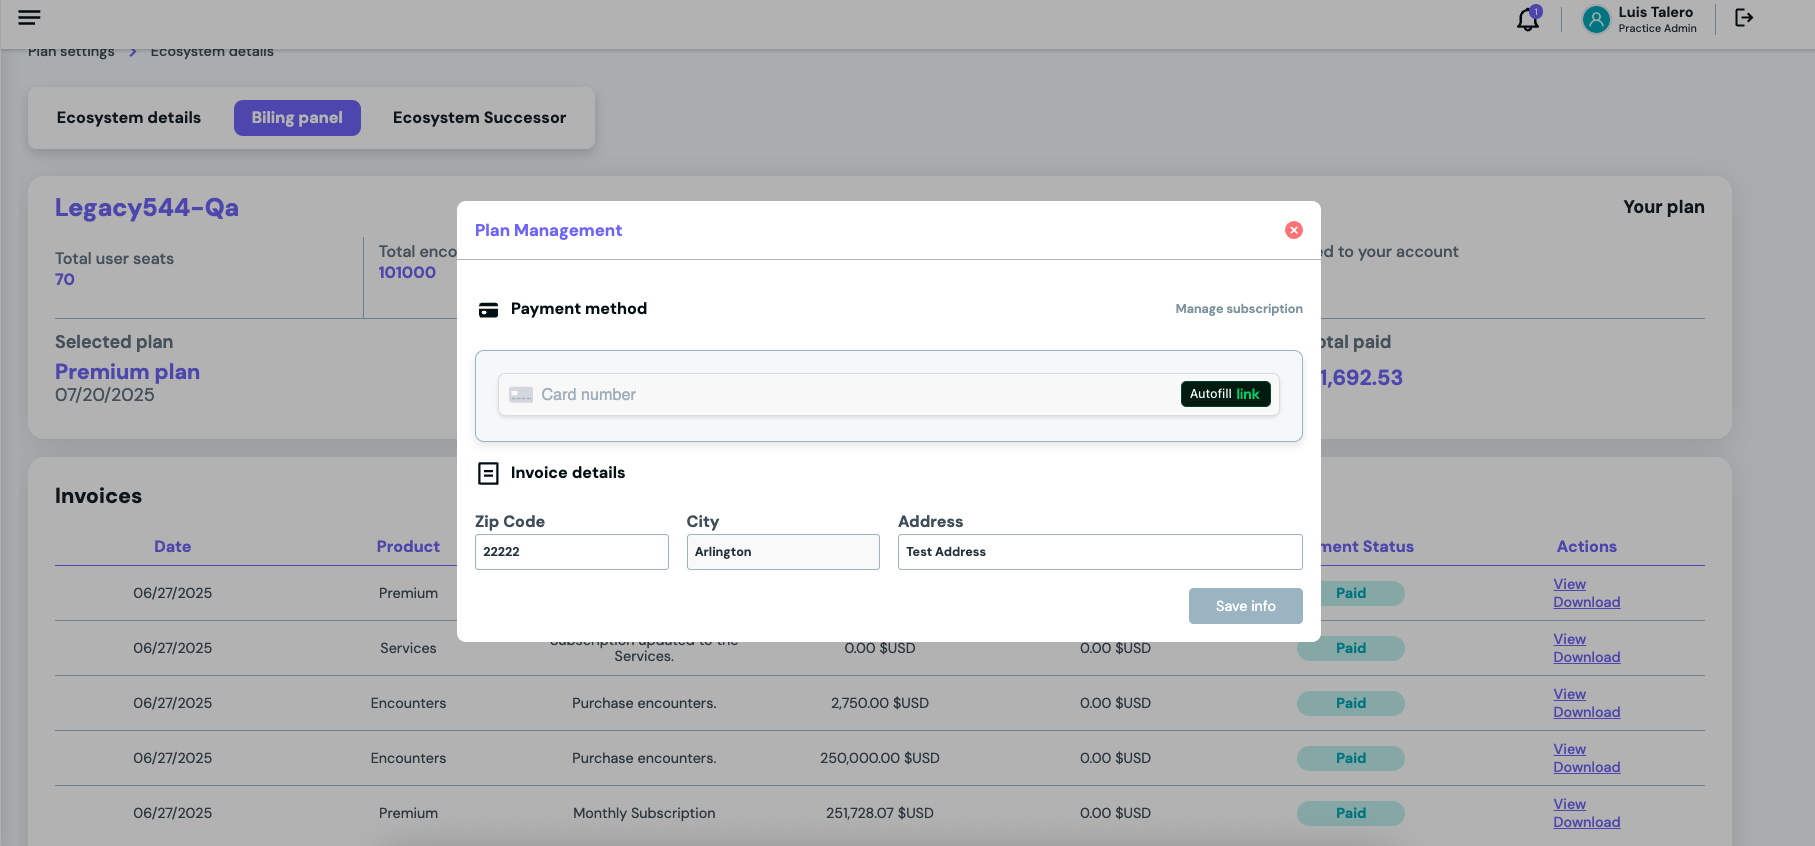 1
Luis Talero
Practice Admin
Plan settings > Ecosystem details
Ecosystem details
Biling panel
Ecosystem Successor
Legacy544-Qa
Your plan
Total user seats
70
Total enco
101000
ed to your account
Selected plan
Premium plan
07/20/2025
tal paid
1,692.53
Plan Management
Payment method
Manage subscription
Card number
Autofill link
Invoice details
Zip Code
City
Address
22222
Arlington
Test Address
Save info
Invoices
Date
Product
ment Status
Actions
06/27/2025 Premium Paid View
Download
06/27/2025 Services Subscription updated to the Services. 0.00 $USD 0.00 $USD Paid View
Download
06/27/2025 Encounters Purchase encounters. 2,750.00 $USD 0.00 $USD Paid View
Download
06/27/2025 Encounters Purchase encounters. 250,000.00 $USD 0.00 $USD Paid View
Download
06/27/2025 Premium Monthly Subscription 251,728.07 $USD 0.00 $USD Paid View
Download